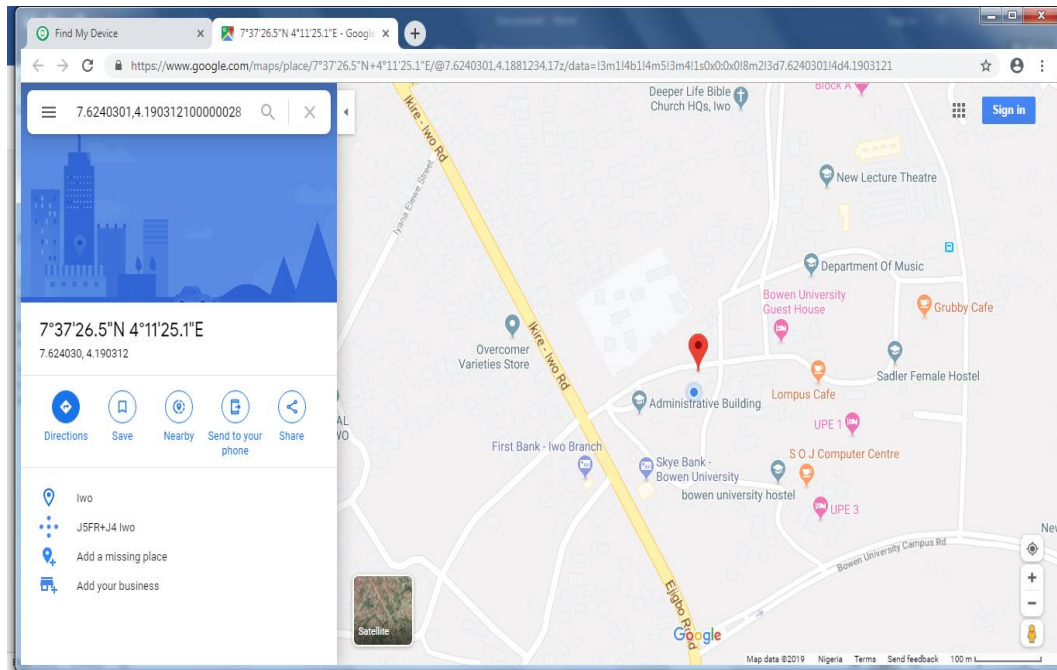 Find My Device
7°37'26.5"N 4°11'25.1"E - Google
https://www.google.com/maps/place/7°37'26.5"N+4°11'25.1"E/@7.6240301,4.1881234,17z/data=!3m1!4b1!4m5!3m4!1s0x0:0x0!8m2!3d7.6240301!4d4.1903121
7.6240301,4.190312100000028
Sign in
7°37'26.5"N 4°11'25.1"E
7.624030, 4.190312
Directions
Save
Nearby
Send to your
phone
Share
Iwo
J5FR+J4 Iwo
Add a missing place
Add your business
Deeper Life Bible
Church HQs, Iwo
Block A
Ikire - Iwo Rd
Iyana Elewe Street
New Lecture Theatre
Department Of Music
Bowen University
Guest House
Grubby Cafe
Overcomer
Varieties Store
Ikire - Iwo Rd
Sadler Female Hostel
Lompus Cafe
Administrative Building
UPE 1
AL
WO
First Bank - Iwo Branch
Skye Bank -
Bowen University
S O J Computer Centre
bowen university hostel
UPE 3
New
Bowen University Campus Rd
Ejigbo Road
Satellite
Google
Map data ©2019 Nigeria Terms Send feedback 100 m